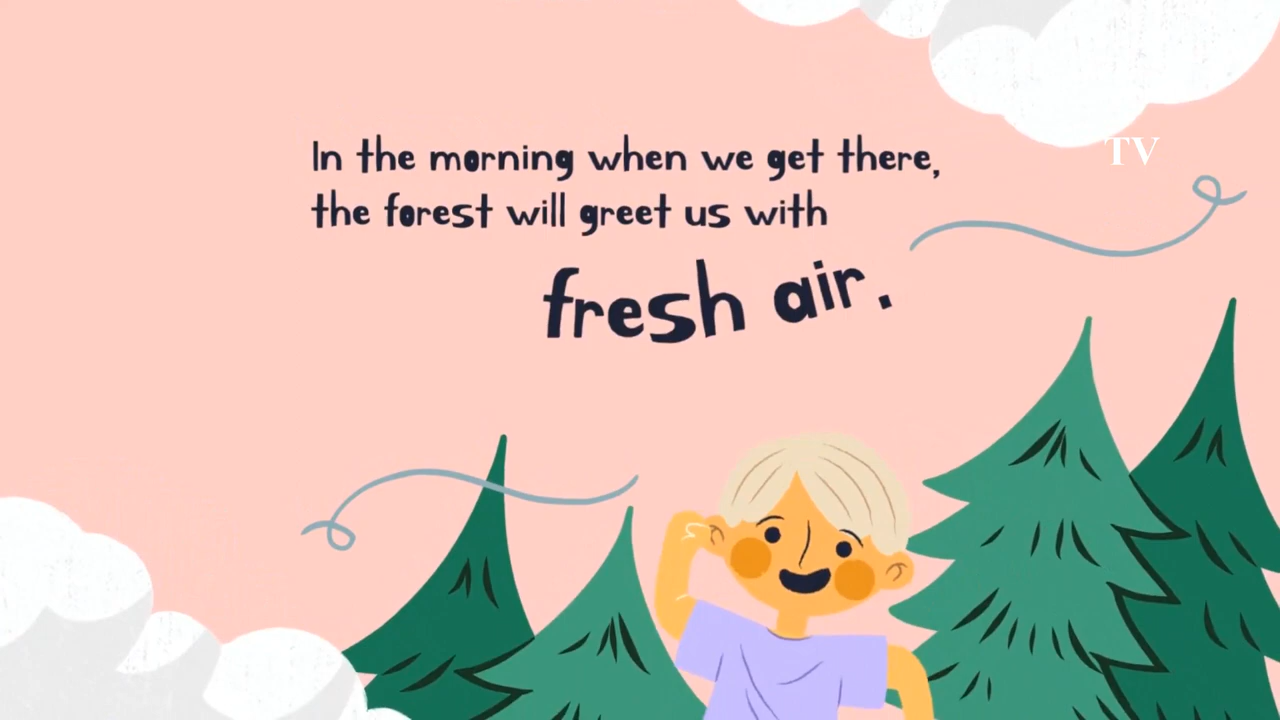 In the morning when we get there,
TV
the forest will greet us with
fresh air.